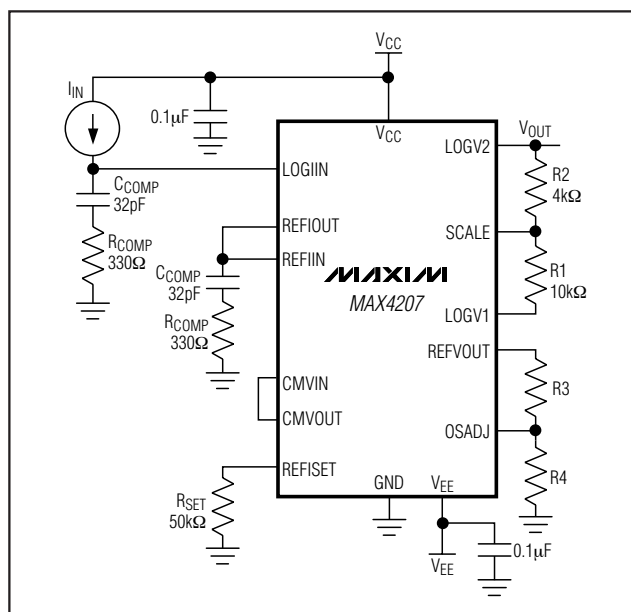 V_CC
I_IN
0.1µF
V_CC
LOGV2
V_OUT
R2
4kΩ
LOGIIN
C_COMP
32pF
REFIOUT
SCALE
REFIIN
R_COMP
330Ω
MAXIM
MAX4207
R1
10kΩ
C_COMP
32pF
LOGV1
R_COMP
330Ω
REFVOUT
R3
CMVIN
CMVOUT
OSADJ
REFISET
R4
GND
V_EE
R_SET
50kΩ
0.1µF
V_EE